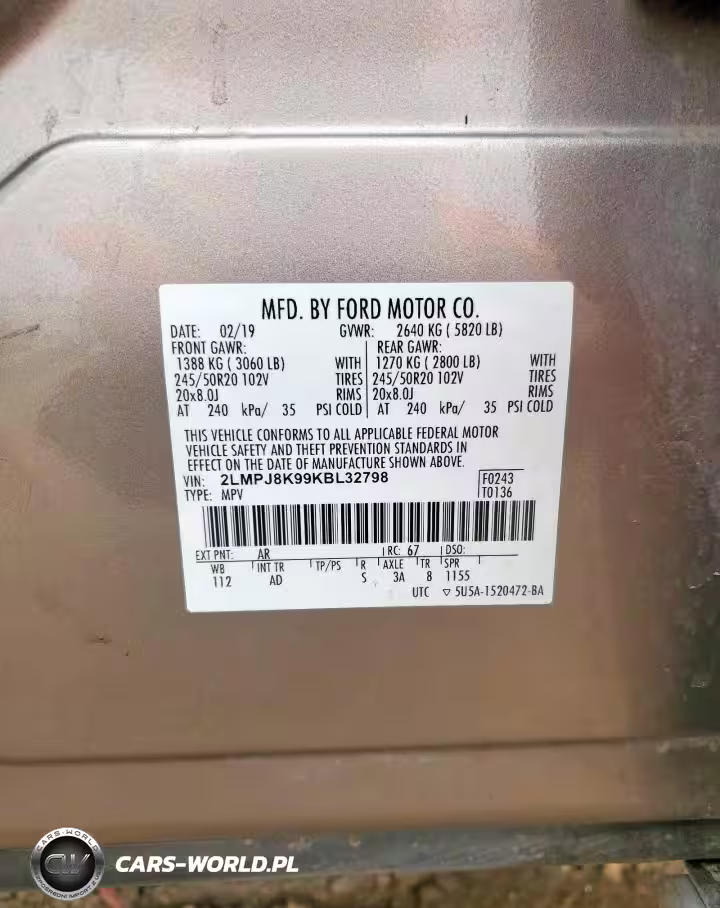 MFD. BY FORD MOTOR CO.
DATE: 02/19 GVWR: 2640 KG ( 5820 LB)
FRONT GAWR: REAR GAWR:
1388 KG ( 3060 LB) WITH 1270 KG ( 2800 LB) WITH
245/50R20 102V TIRES 245/50R20 102V TIRES
20x8.0J RIMS 20x8.0J RIMS
AT 240 kPa/ 35 PSI COLD AT 240 kPa/ 35 PSI COLD
THIS VEHICLE CONFORMS TO ALL APPLICABLE FEDERAL MOTOR
VEHICLE SAFETY AND THEFT PREVENTION STANDARDS IN
EFFECT ON THE DATE OF MANUFACTURE SHOWN ABOVE.
VIN: 2LMPJ8K99KBL32798 F0243
TYPE: MPV T0136
EXT PNT: AR RC: 67 DSO:
WB INT TR TP/PS R AXLE TR SPR
112 AD S 3A 8 1155
UTC ▽ 5U5A-1520472-BA
CARS-WORLD
CW
CARS-WORLD.PL